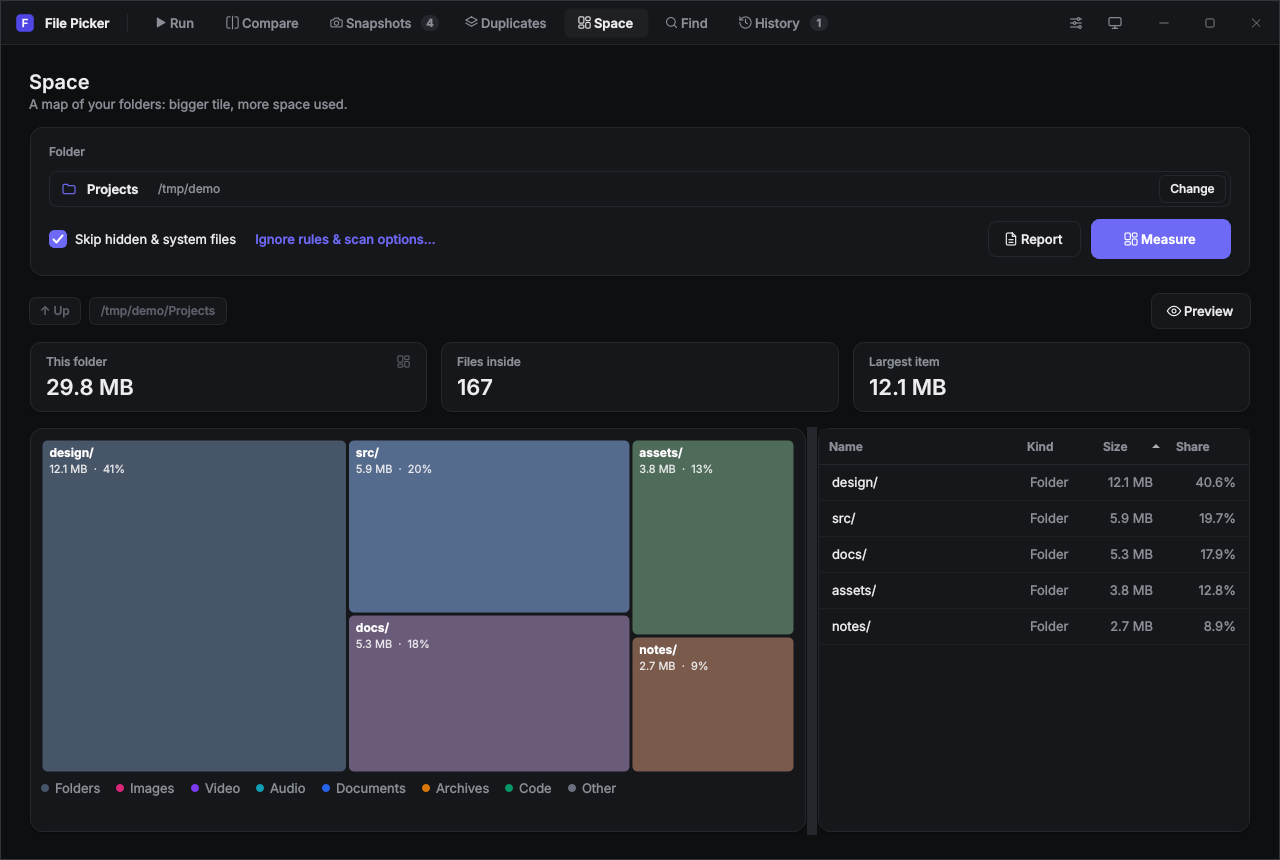 F File Picker Run Compare Snapshots 4 Duplicates Space Find History 1
Space
A map of your folders: bigger tile, more space used.
Folder
Projects /tmp/demo Change
Skip hidden & system files Ignore rules & scan options... Report Measure
↑ Up /tmp/demo/Projects Preview
This folder Files inside Largest item
29.8 MB 167 12.1 MB
design/
12.1 MB · 41%
src/
5.9 MB · 20%
assets/
3.8 MB · 13%
docs/
5.3 MB · 18%
notes/
2.7 MB · 9%
Folders Images Video Audio Documents Archives Code Other
Name Kind Size Share
design/ Folder 12.1 MB 40.6%
src/ Folder 5.9 MB 19.7%
docs/ Folder 5.3 MB 17.9%
assets/ Folder 3.8 MB 12.8%
notes/ Folder 2.7 MB 8.9%